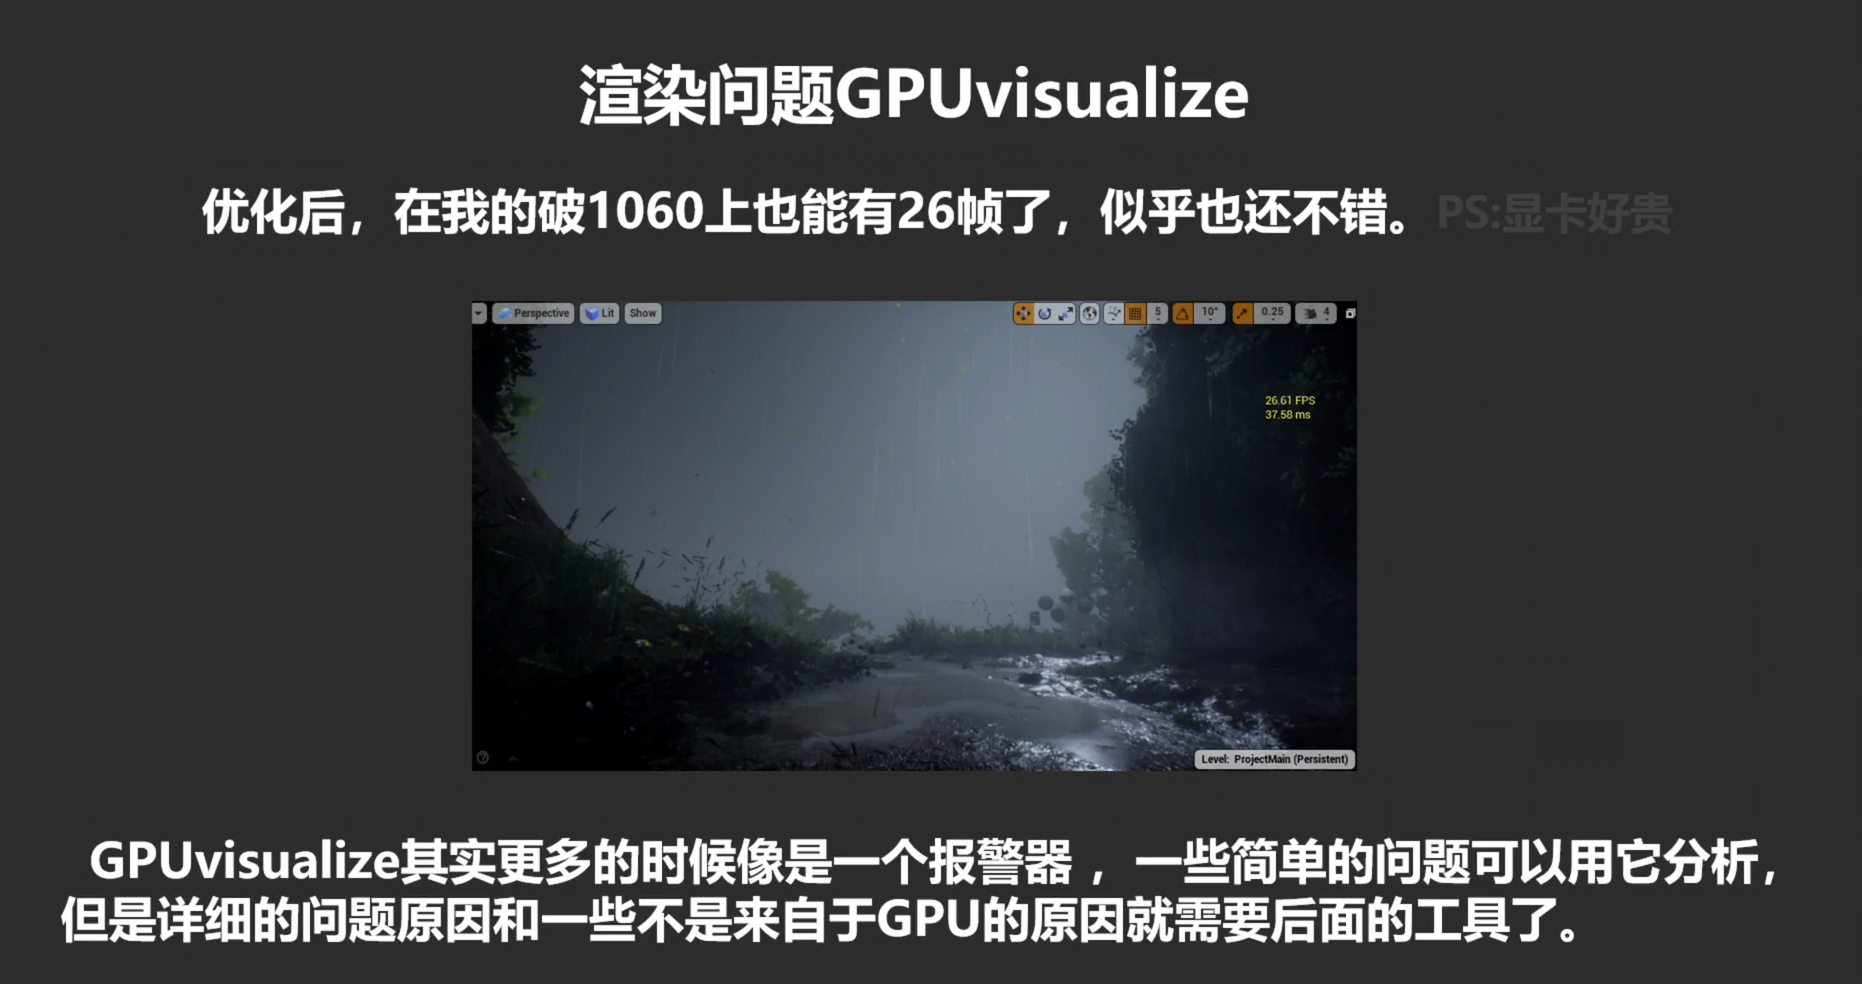 渲染问题GPUvisualize
优化后，在我的破1060上也能有26帧了，似乎也还不错。PS:显卡好贵
Perspective Lit Show 5 10° 0.25 4
26.61 FPS
37.58 ms
Level: ProjectMain (Persistent)
GPUvisualize其实更多的时候像是一个报警器，一些简单的问题可以用它分析，
但是详细的问题原因和一些不是来自于GPU的原因就需要后面的工具了。